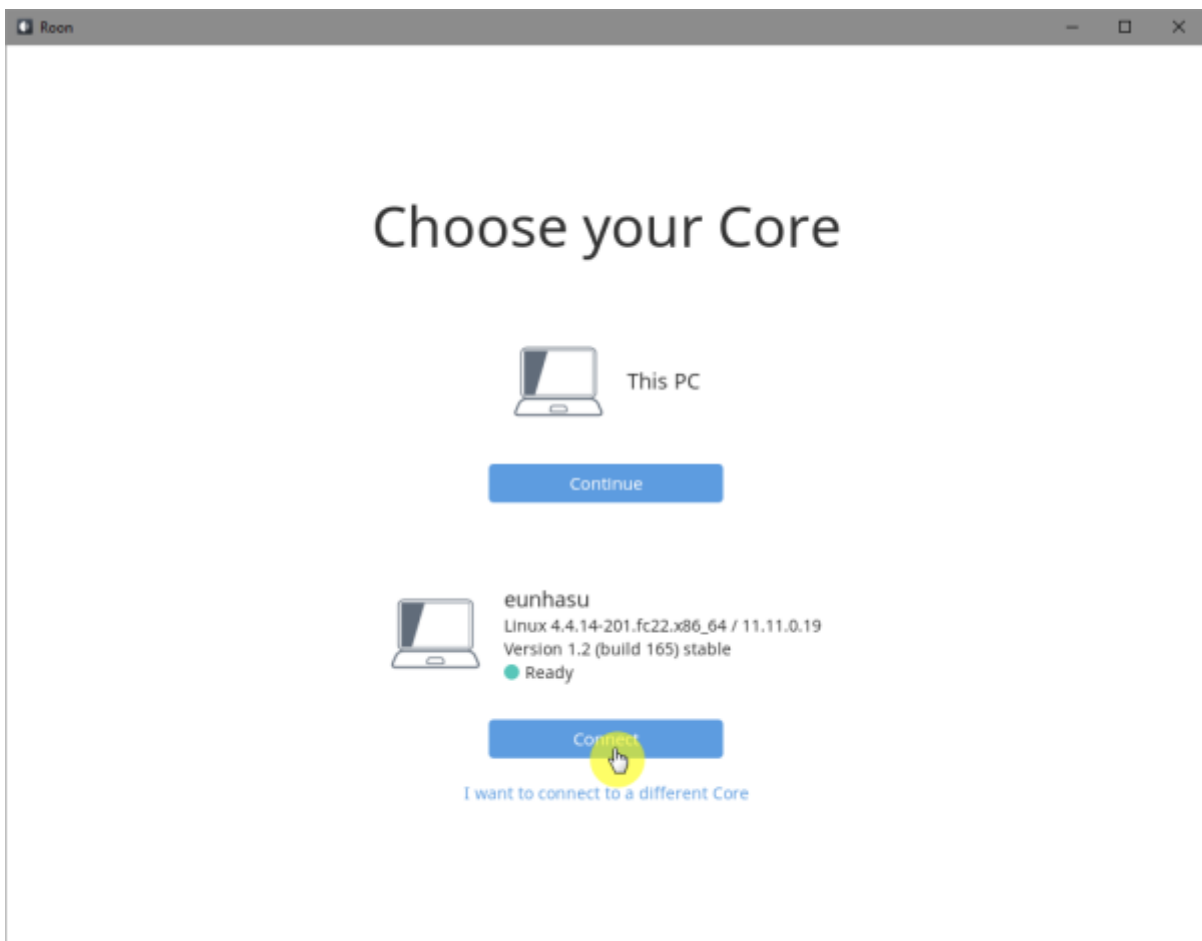 Roon
Choose your Core
This PC
Continue
eunhasu
Linux 4.4.14-201.fc22.x86_64 / 11.11.0.19
Version 1.2 (build 165) stable
Ready
Connect
I want to connect to a different Core